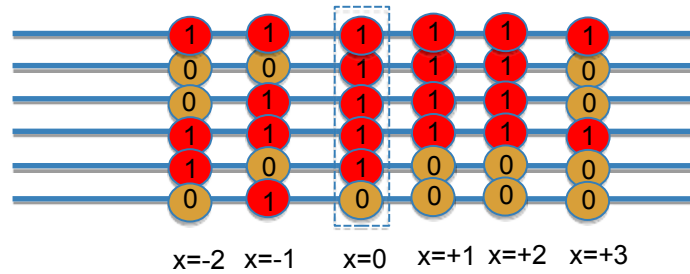 1 1 1 1 1 1
0 0 1 1 1 0
0 1 1 1 1 0
1 1 1 1 1 1
1 0 1 0 0 0
0 1 0 0 0 0
x=-2 x=-1 x=0 x=+1 x=+2 x=+3